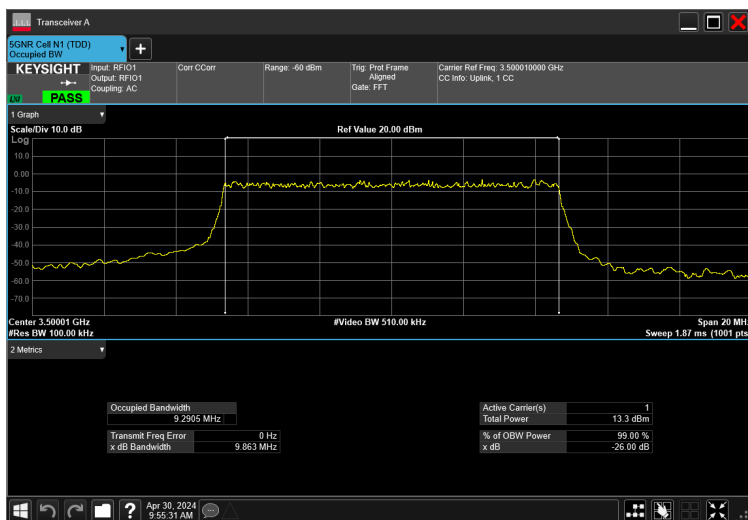 Transceiver A
5GNR Cell N1 (TDD)
Occupied BW
KEYSIGHT
LXI
PASS
Input: RFIO1
Output: RFIO1
Coupling: AC
Corr CCorr
Range: -60 dBm
Trig: Prot Frame
Aligned
Gate: FFT
Carrier Ref Freq: 3.500010000 GHz
CC Info: Uplink, 1 CC
1 Graph
Scale/Div 10.0 dB
Ref Value 20.00 dBm
Log
10.0
0.00
-10.0
-20.0
-30.0
-40.0
-50.0
-60.0
-70.0
Center 3.50001 GHz
#Video BW 510.00 kHz
Span 20 MHz
#Res BW 100.00 kHz
Sweep 1.87 ms (1001 pts
2 Metrics
Occupied Bandwidth
9.2905 MHz
Transmit Freq Error 0 Hz
x dB Bandwidth 9.863 MHz
Active Carrier(s) 1
Total Power 13.3 dBm
% of OBW Power 99.00 %
x dB -26.00 dB
?
Apr 30, 2024
9:55:31 AM